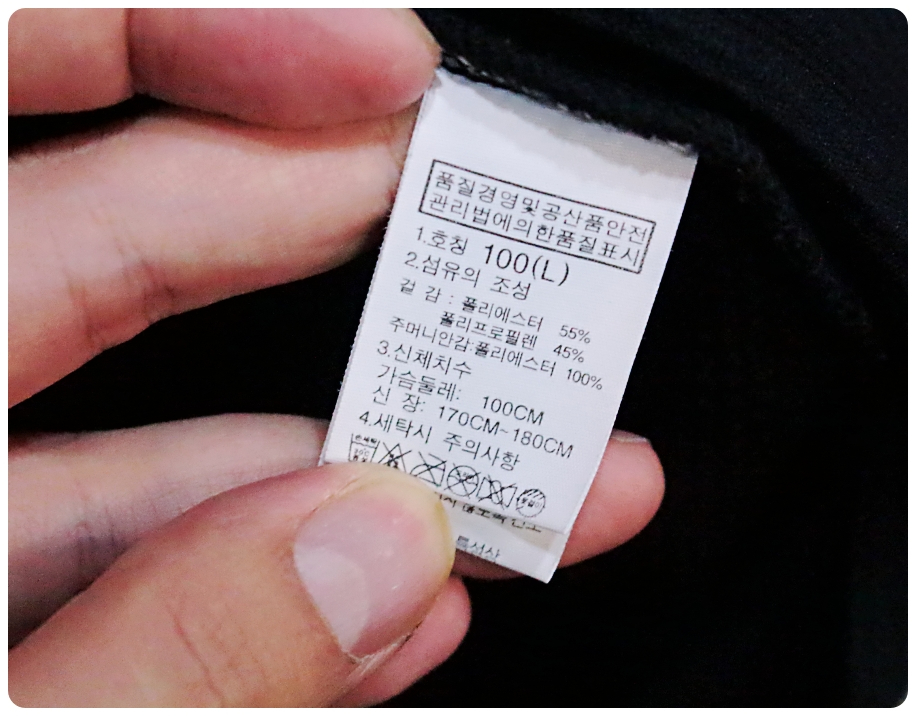 품질경영및공산품안전
관리법에의한품질표시
1.호칭 100(L)
2.섬유의 조성
겉 감 : 폴리에스터 55%
폴리프로필렌 45%
주머니안감:폴리에스터 100%
3.신체치수
가슴둘레: 100CM
신 장: 170CM~180CM
4.세탁시 주의사항